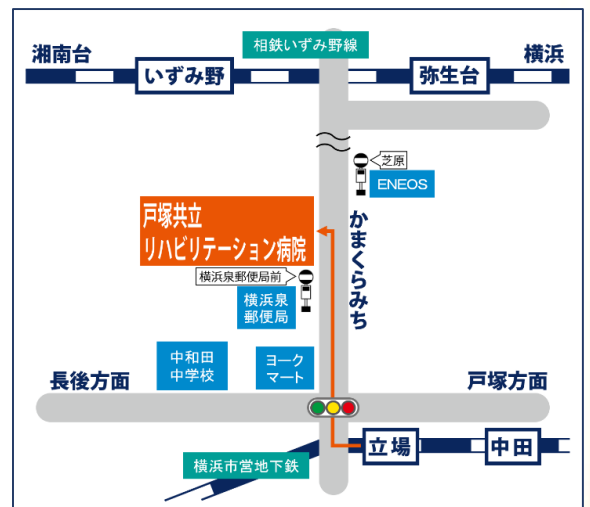 相鉄いずみ野線
湘南台
横浜
いずみ野
弥生台
芝原
ENEOS
戸塚共立
リハビリテーション病院
かまくらみち
横浜泉郵便局前
横浜泉
郵便局
中和田
中学校
ヨーク
マート
長後方面
戸塚方面
立場
中田
横浜市営地下鉄